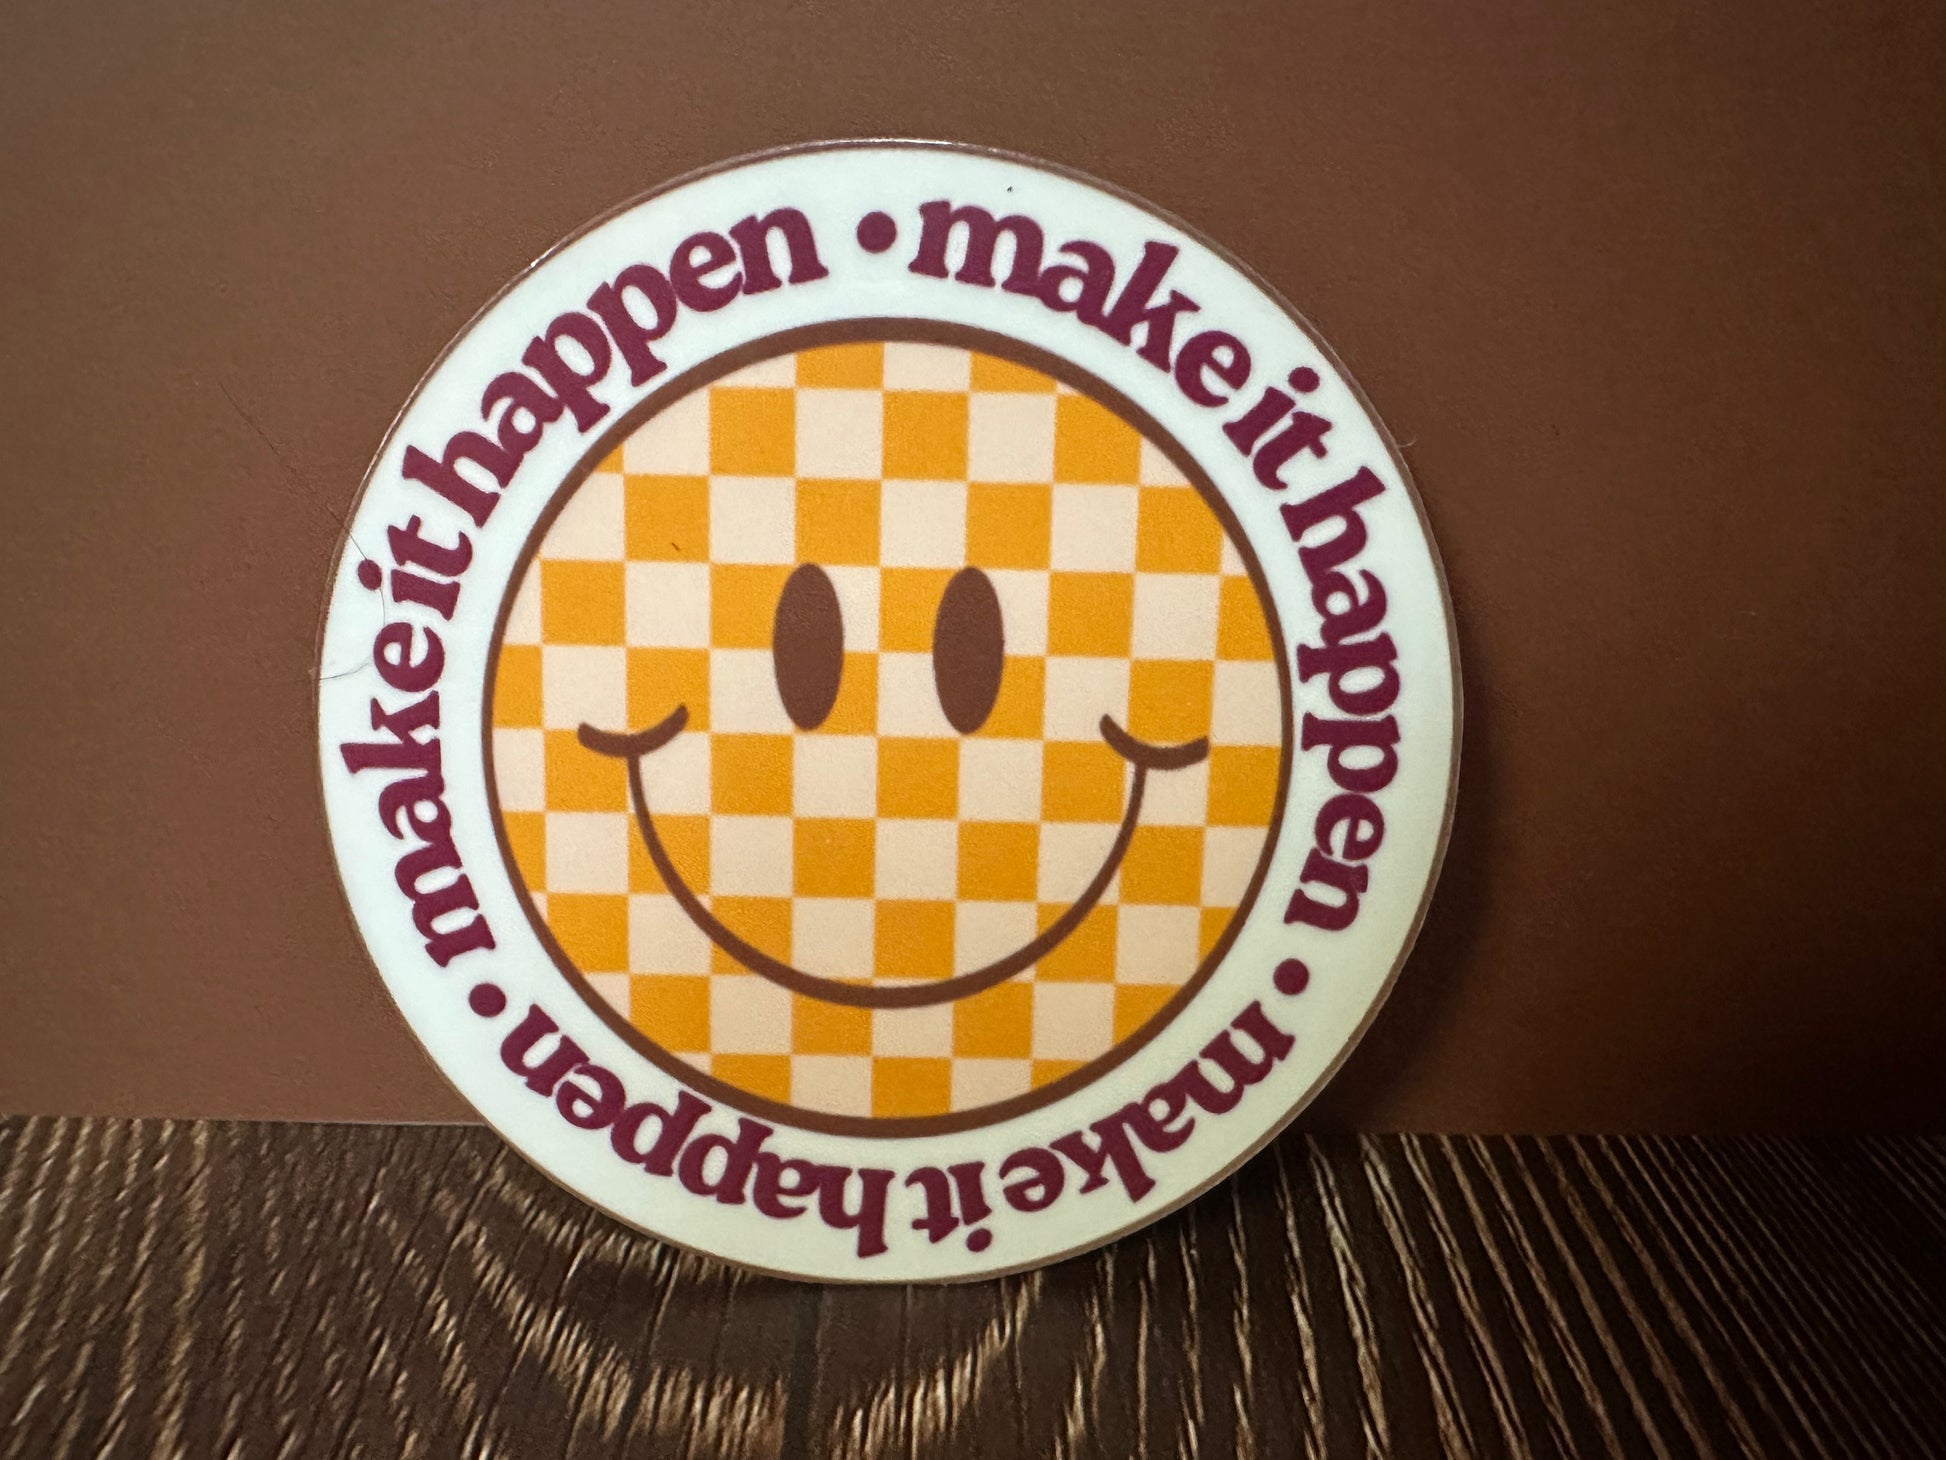 make it happen • make it happen • make it happen •